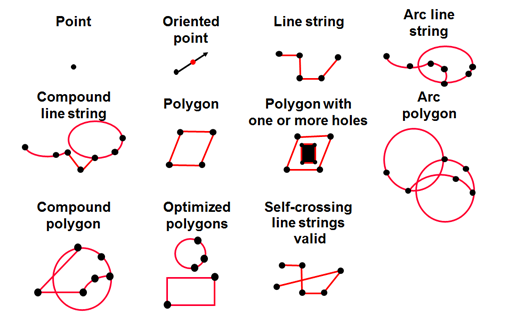 Point
Oriented
point
Line string
Arc line
string
Compound
line string
Polygon
Polygon with
one or more holes
Arc
polygon
Compound
polygon
Optimized
polygons
Self-crossing
line strings
valid